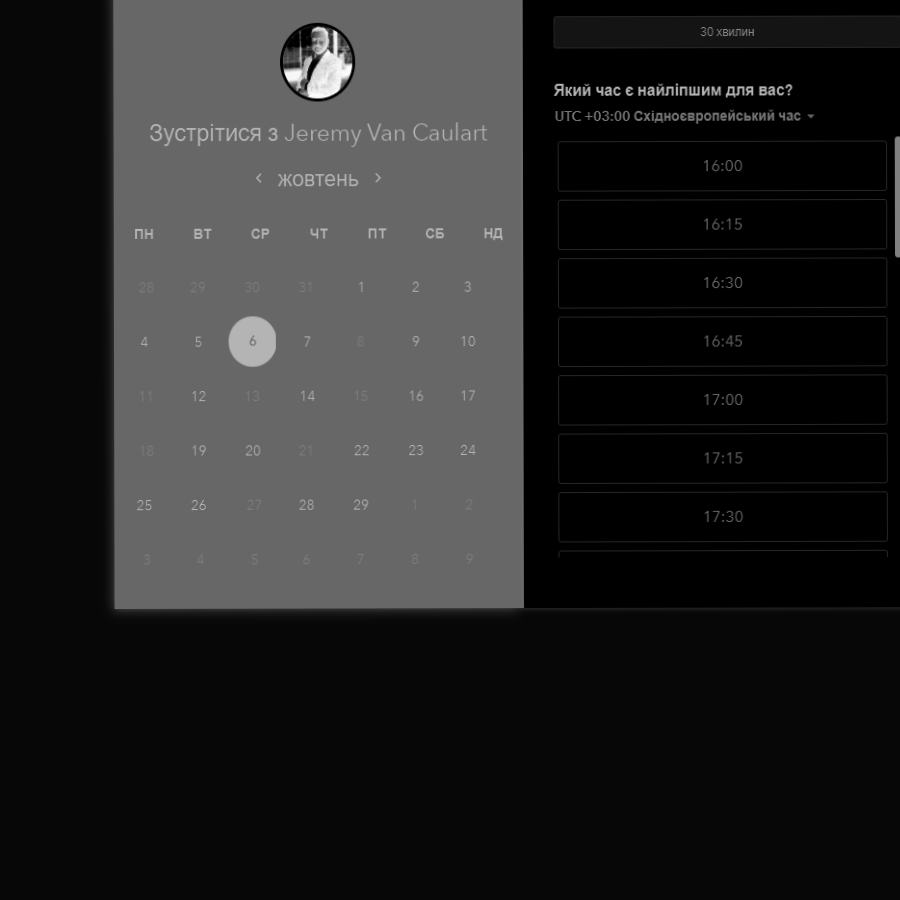 Зустрітися з Jeremy Van Caulart
жовтень
ПН ВТ СР ЧТ ПТ СБ НД
28 29 30 31 1 2 3
4 5 6 7 8 9 10
11 12 13 14 15 16 17
18 19 20 21 22 23 24
25 26 27 28 29 1 2
3 4 5 6 7 8 9
30 хвилин
Який час є найліпшим для вас?
UTC +03:00 Східноєвропейський час
16:00
16:15
16:30
16:45
17:00
17:15
17:30